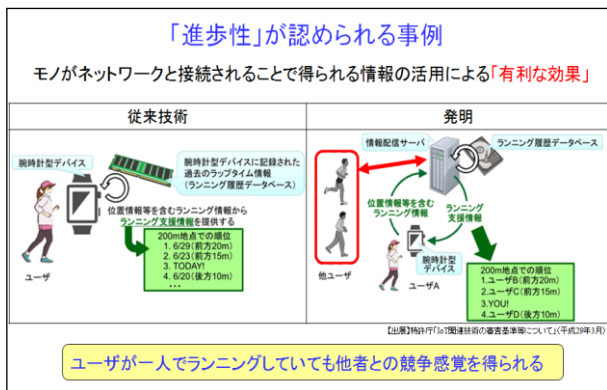 「進歩性」が認められる事例
モノがネットワークと接続されることで得られる情報の活用による「有利な効果」
従来技術
腕時計型デバイス
腕時計型デバイスに記録された
過去のラップタイム情報
(ランニング履歴データベース)
位置情報等を含むランニング情報から
ランニング支援情報を提供する
200m地点での順位
1. 6/29(前方20m)
2. 6/23(前方15m)
3. TODAY!
4. 6/20(後方10m)
…
ユーザ
発明
情報配信サーバ
ランニング履歴データベース
位置情報等を含む
ランニング情報
ランニング
支援情報
腕時計型
デバイス
他ユーザ
ユーザA
200m地点での順位
1.ユーザB(前方20m)
2.ユーザC(前方15m)
3.YOU!
4.ユーザD(後方10m)
【出展】特許庁「IoT関連技術の審査基準等について」(平成29年3月)
ユーザが一人でランニングしていても他者との競争感覚を得られる